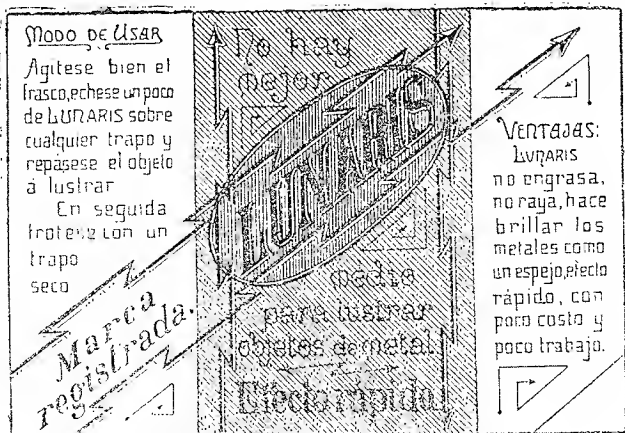 MODO DE USAR
Agitese bien el
frasco, echese un poco
de LUNARIS sobre
cualquier trapo y
repásese el objeto
á lustrar
En seguida
frotese con un
trapo
seco
Marca
registrada.
No hay
mejor
LUNARIS
médio
para lustrar
objetos de metal
Efécto rapido
VENTAJAS:
LUNARIS
no engrasa,
no raya, hace
brillar los
metales como
un espejo, efecto
rápido, con
poco costo y
poco trabajo.